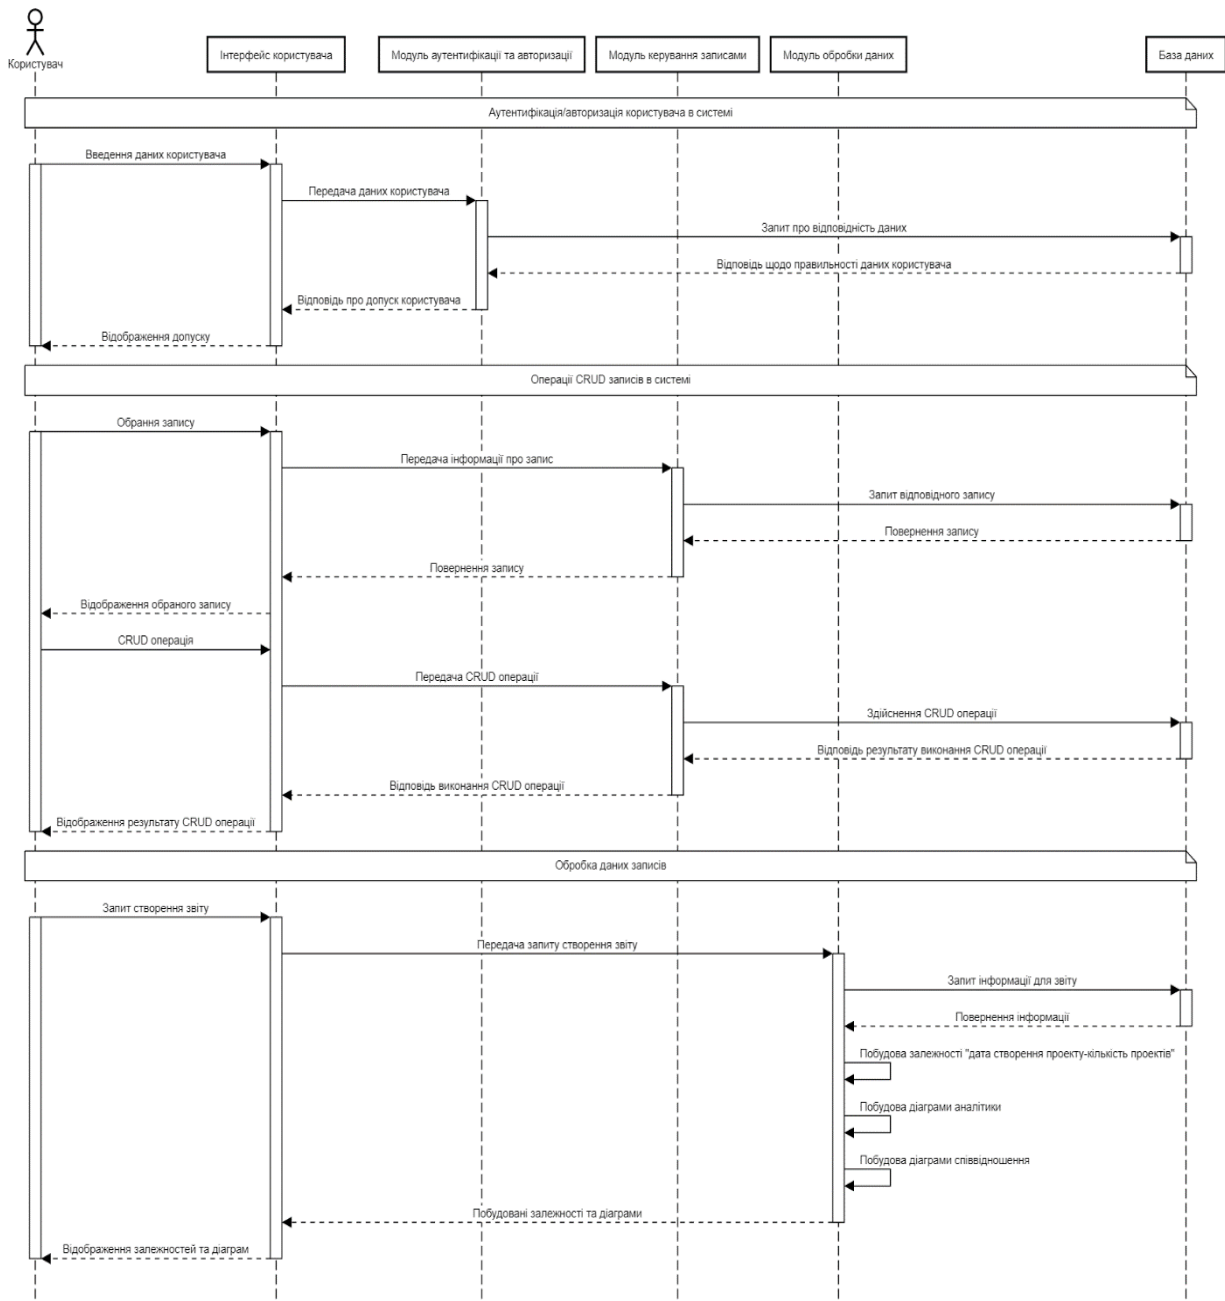 Користувач
Інтерфейс користувача
Модуль аутентифікації та авторизації
Модуль керування записами
Модуль обробки даних
База даних
Аутентифікація/авторизація користувача в системі
Введення даних користувача
Передача даних користувача
Запит про відповідність даних
Відповідь щодо правильності даних користувача
Відповідь про допуск користувача
Відображення допуску
Операції CRUD записів в системі
Обрання запису
Передача інформації про запис
Запит відповідного запису
Повернення запису
Повернення запису
Відображення обраного запису
CRUD операція
Передача CRUD операції
Здійснення CRUD операції
Відповідь результату виконання CRUD операції
Відповідь виконання CRUD операції
Відображення результату CRUD операції
Обробка даних записів
Запит створення звіту
Передача запиту створення звіту
Запит інформації для звіту
Повернення інформації
Побудова залежності "дата створення проекту-кількість проектів"
Побудова діаграми аналітики
Побудова діаграми співвідношення
Побудовані залежності та діаграми
Відображення залежностей та діаграм